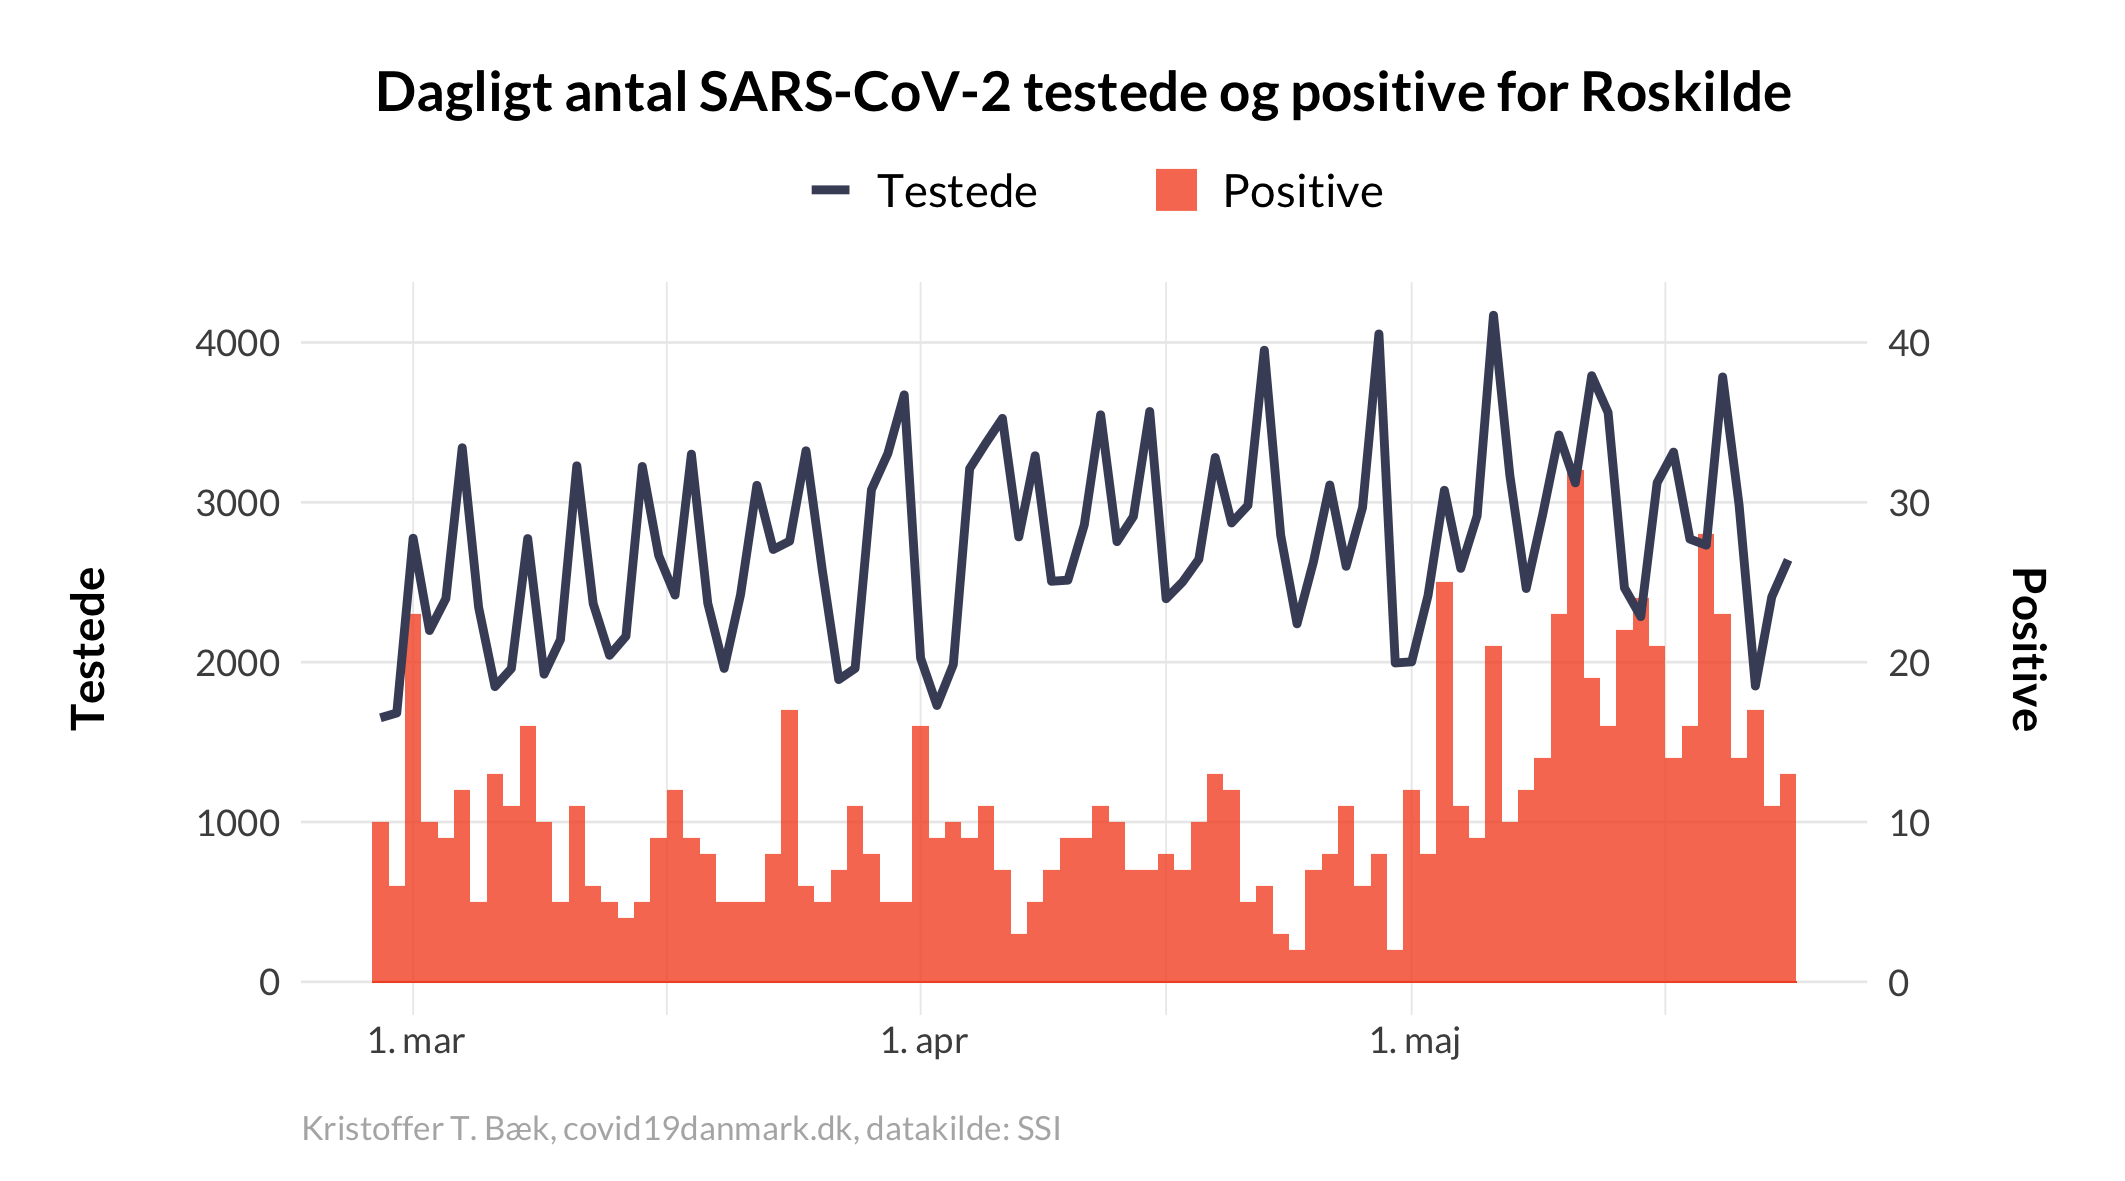 Dagligt antal SARS-CoV-2 testede og positive for Roskilde
Testede
Positive
4000
3000
2000
1000
0
Testede
40
30
20
10
0
Positive
1. mar
1. apr
1. maj
Kristoffer T. Bæk, covid19danmark.dk, datakilde: SSI